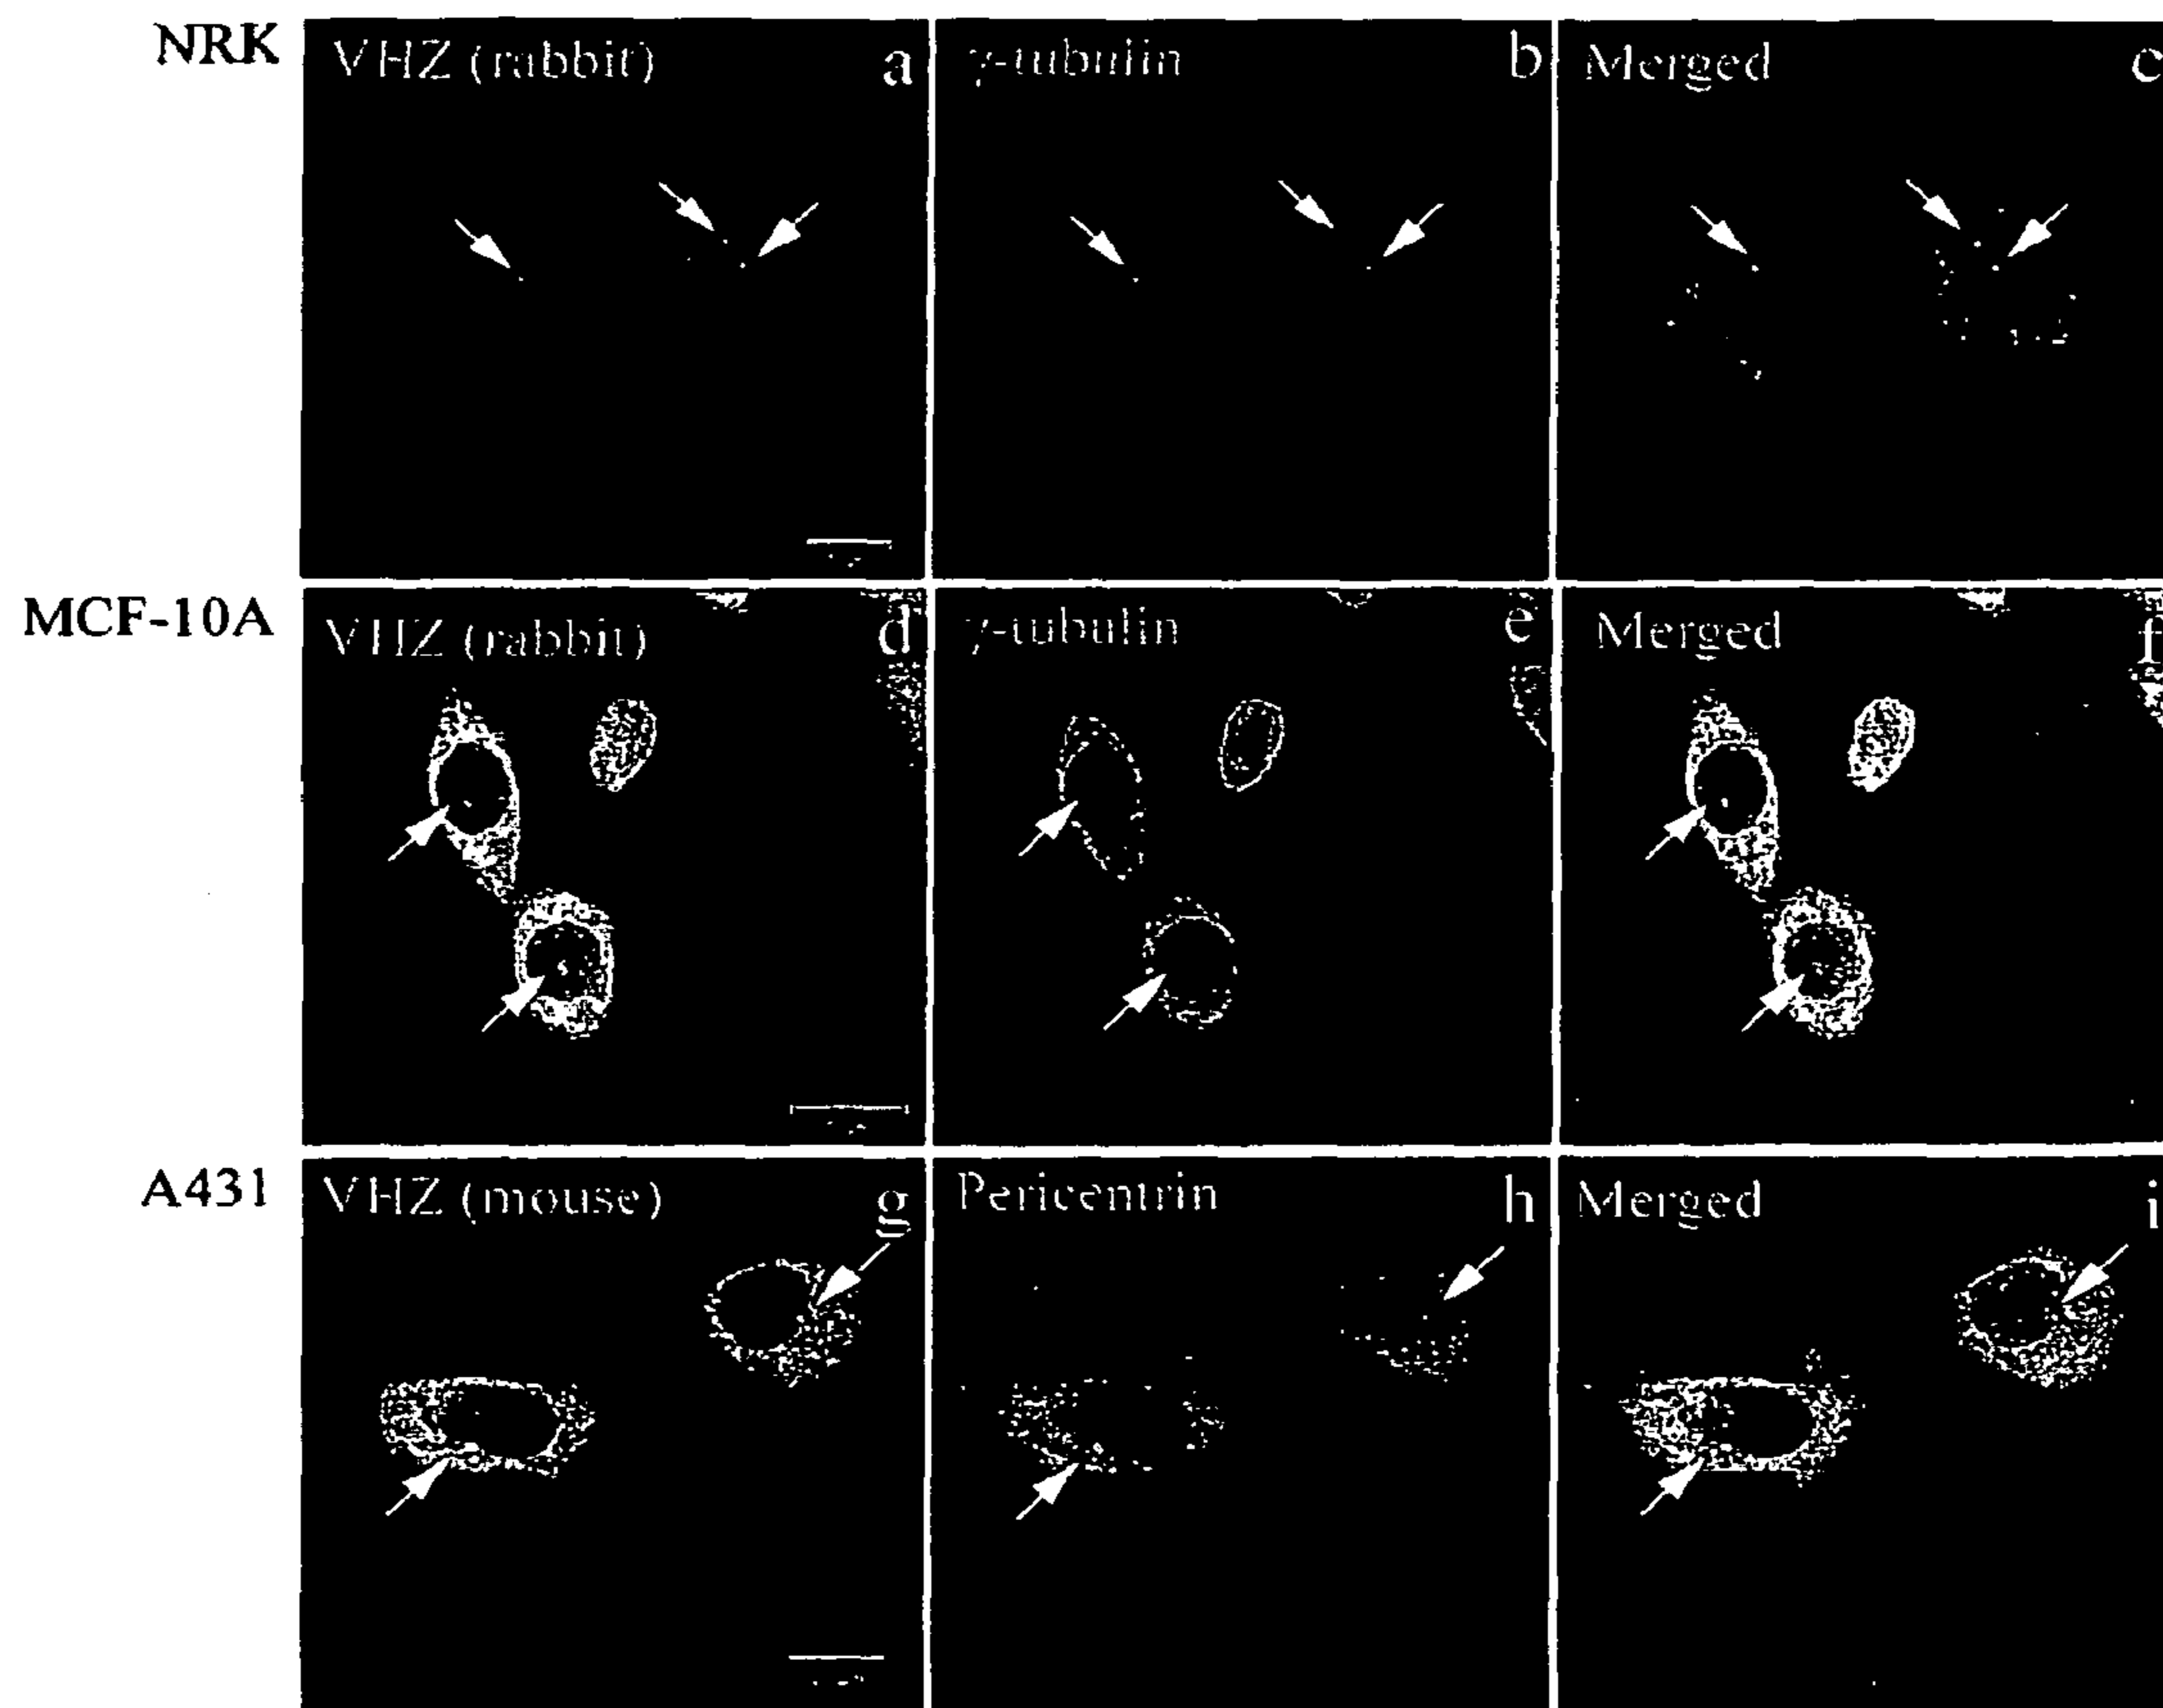 NRK
VHZ (rabbit) a
γ-tubulin b
Merged c
MCF-10A
VHZ (rabbit) d
γ-tubulin e
Merged f
A431
VHZ (mouse) g
Pericentrin h
Merged i